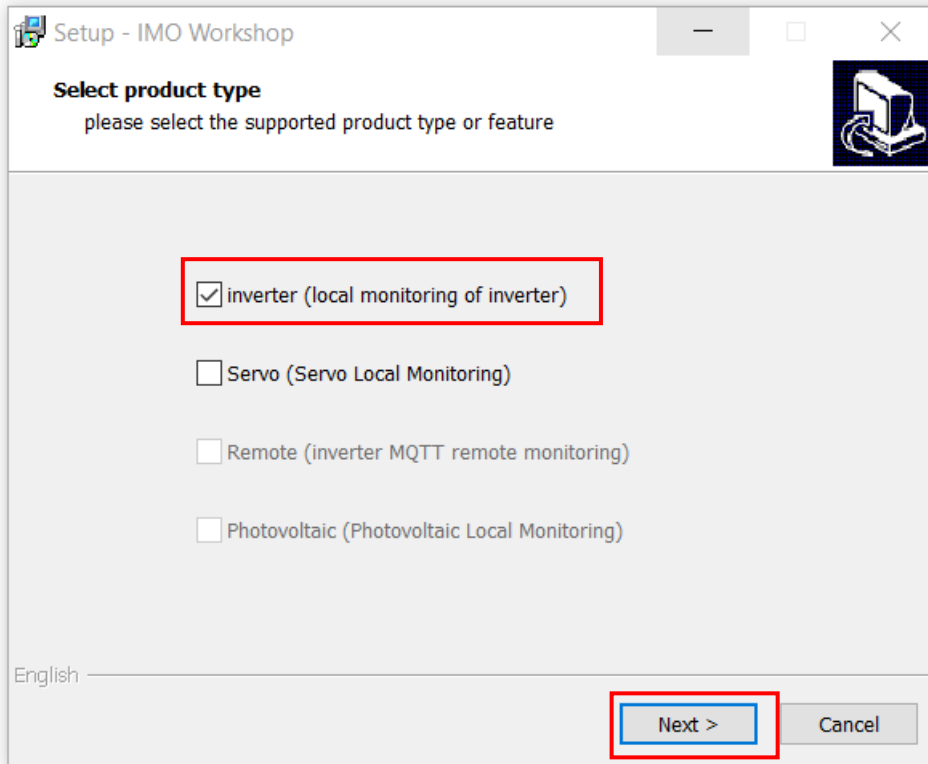 Setup - IMO Workshop
Select product type
please select the supported product type or feature
inverter (local monitoring of inverter)
Servo (Servo Local Monitoring)
Remote (inverter MQTT remote monitoring)
Photovoltaic (Photovoltaic Local Monitoring)
English
Next > Cancel